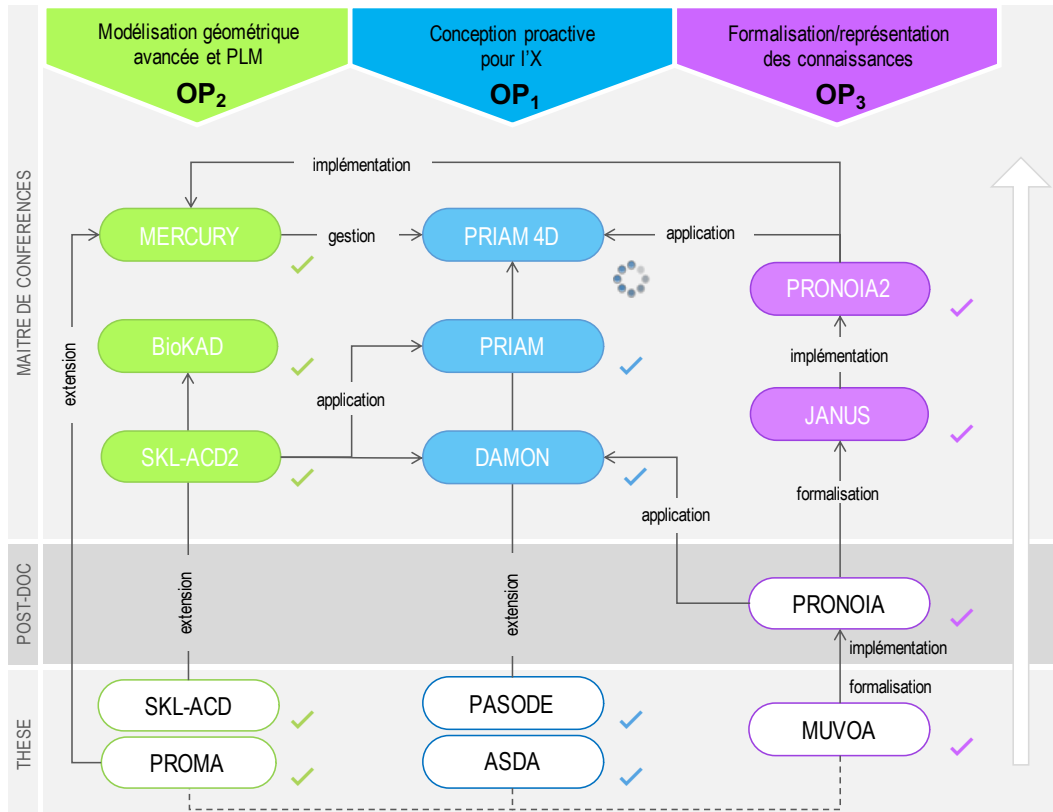 Modélisation géométrique
avancée et PLM
OP2
Conception proactive
pour l'X
OP1
Formalisation/représentation
des connaissances
OP3
MAITRE DE CONFERENCES
implémentation
MERCURY
gestion
PRIAM 4D
application
PRONOIA2
extension
BioKAD
PRIAM
implémentation
application
JANUS
SKL-ACD2
DAMON
formalisation
application
POST-DOC
extension
extension
PRONOIA
implémentation
formalisation
THESE
SKL-ACD
PASODE
MUVOA
PROMA
ASDA